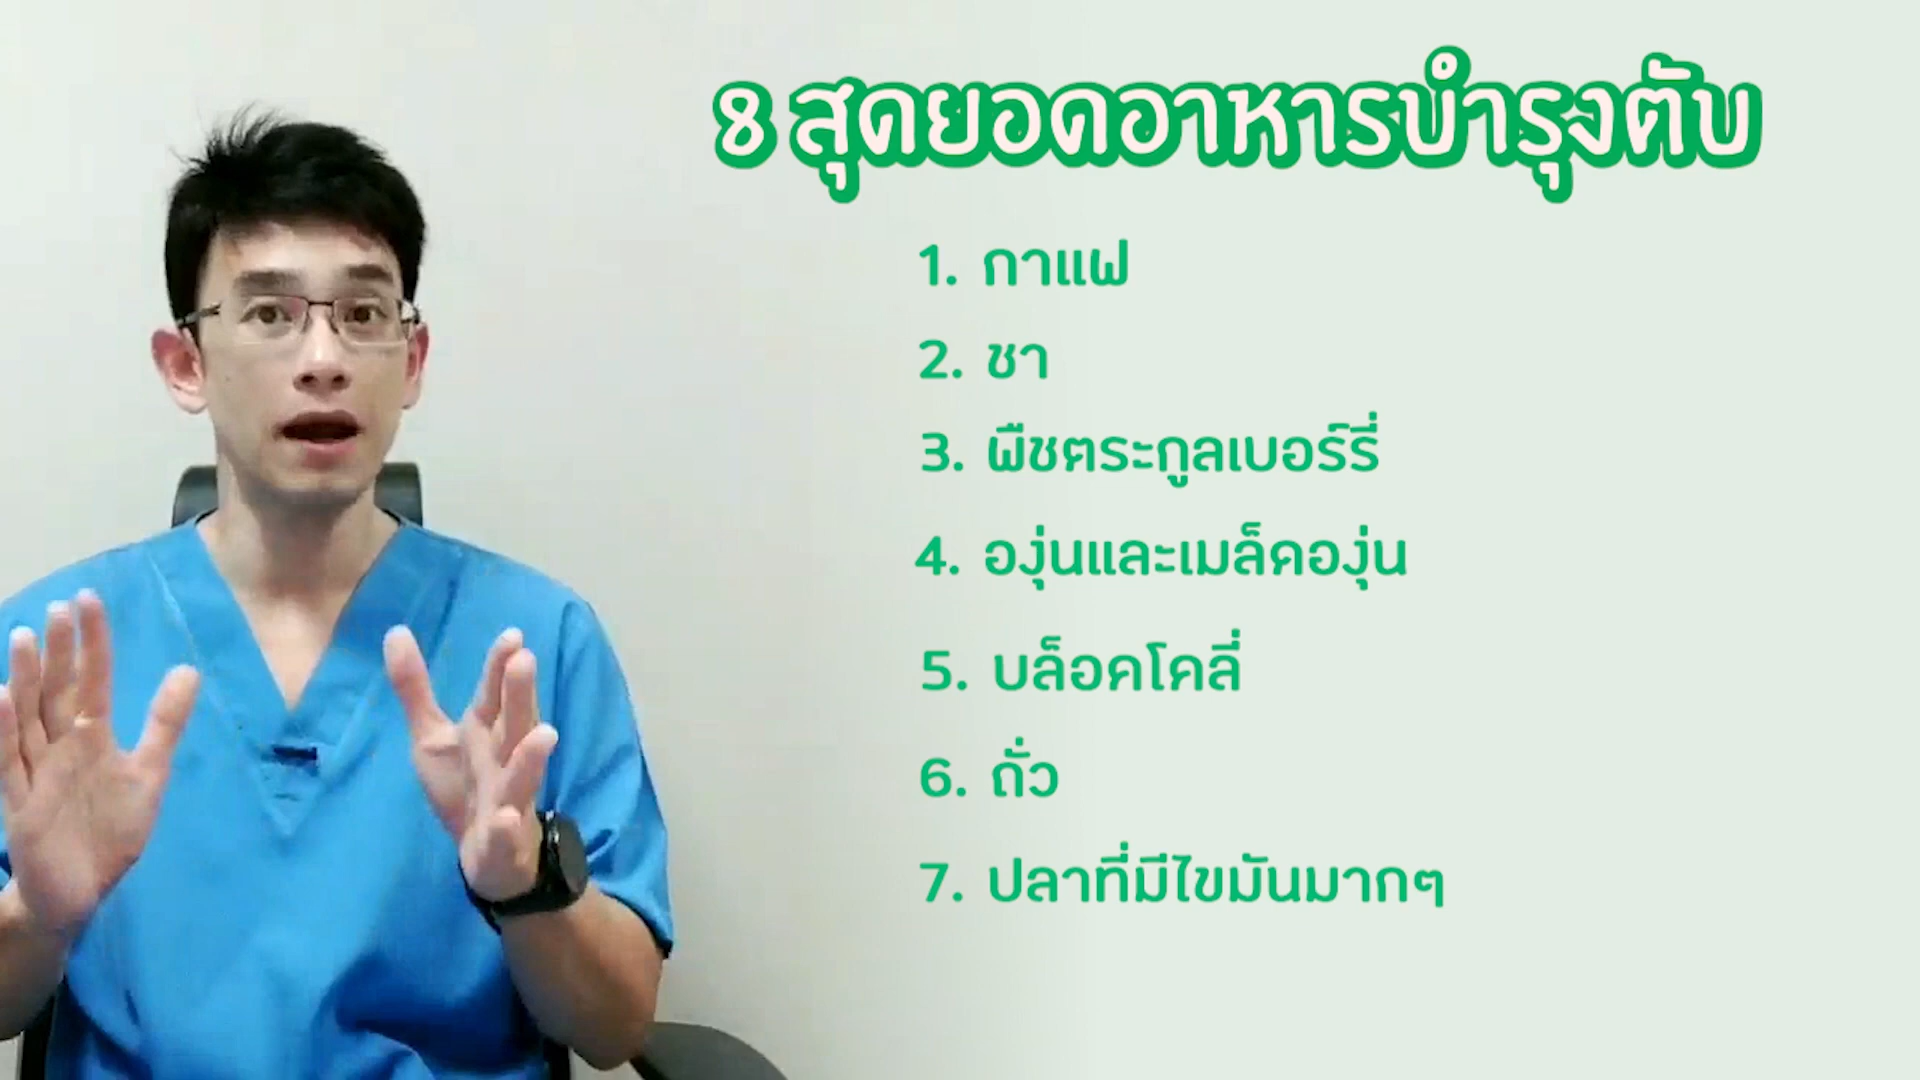 8 สุดยอดอาหารบำรุงตับ
1. กาแฟ
2. ชา
3. พืชตระกูลเบอร์รี่
4. องุ่นและเมล็ดองุ่น
5. บล็อคโคลี่
6. ถั่ว
7. ปลาที่มีไขมันมากๆ